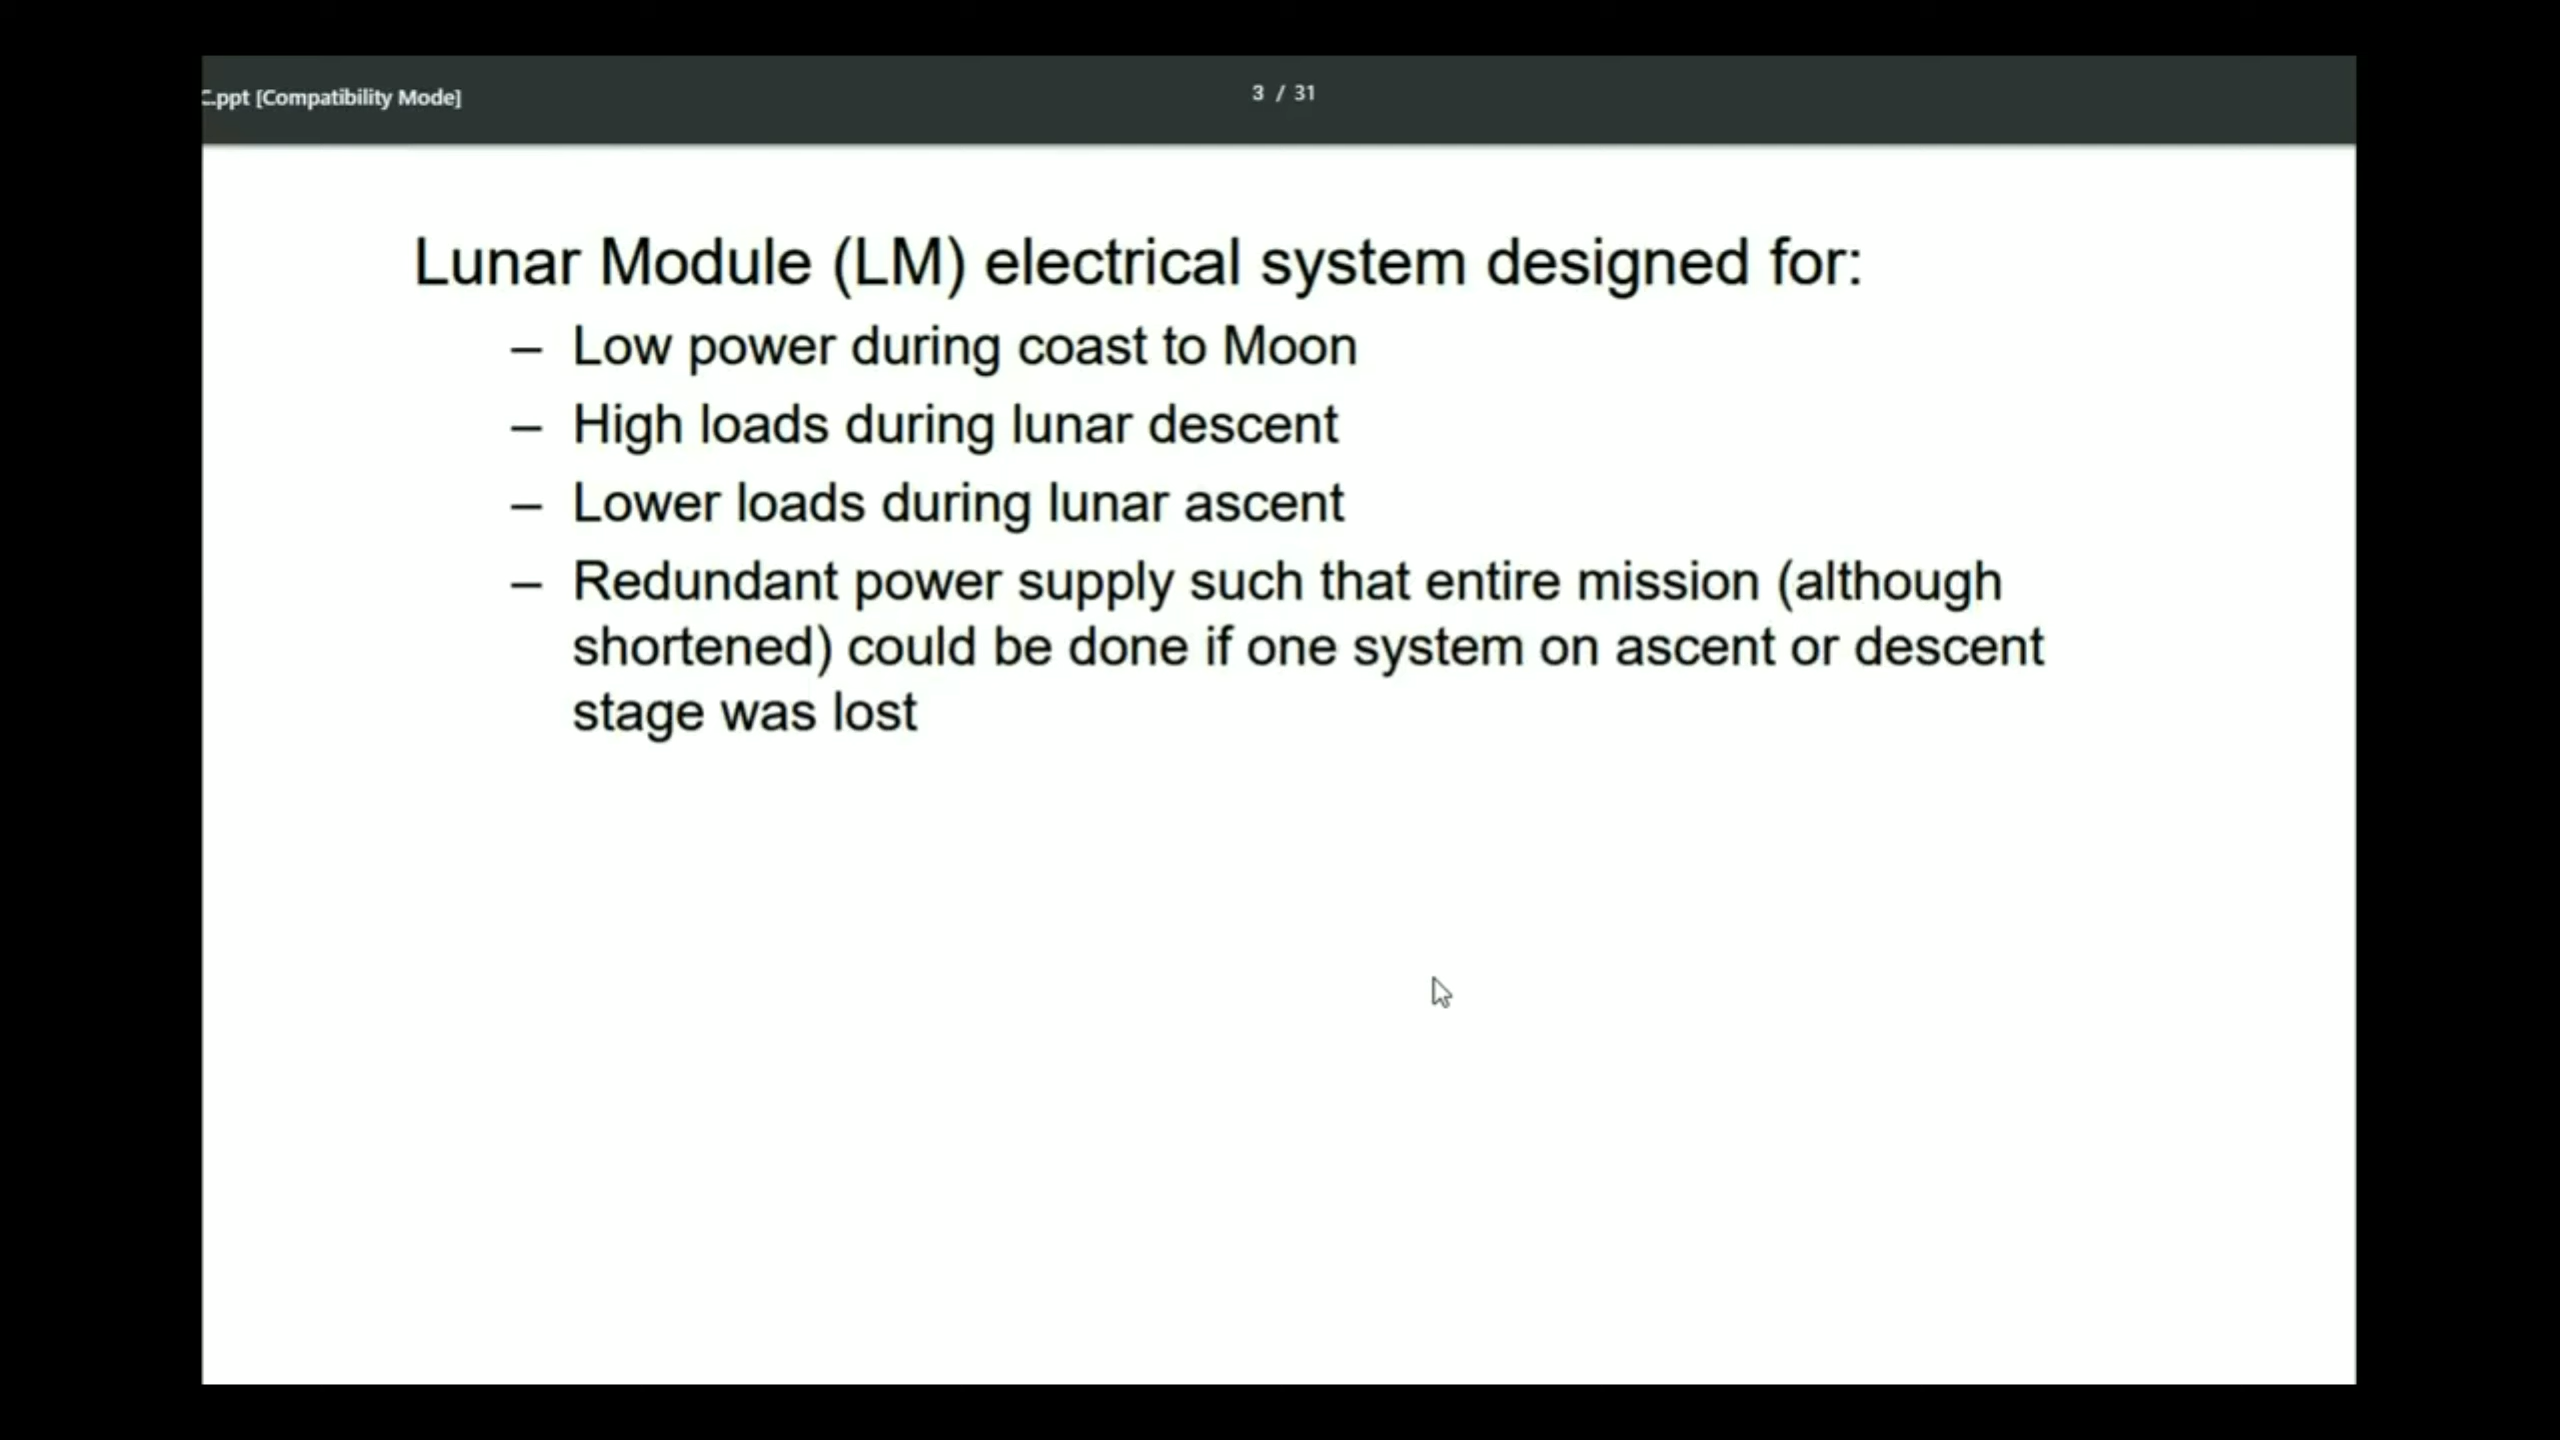 .ppt [Compatibility Mode]
3 / 31
Lunar Module (LM) electrical system designed for:
– Low power during coast to Moon
– High loads during lunar descent
– Lower loads during lunar ascent
– Redundant power supply such that entire mission (although
shortened) could be done if one system on ascent or descent
stage was lost